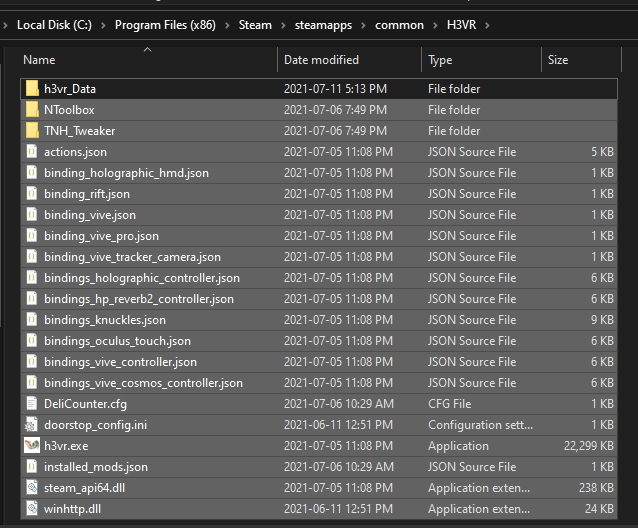 Local Disk (C:) > Program Files (x86) > Steam > steamapps > common > H3VR >
Name Date modified Type Size
h3vr_Data 2021-07-11 5:13 PM File folder
NToolbox 2021-07-06 7:49 PM File folder
TNH_Tweaker 2021-07-06 7:49 PM File folder
actions.json 2021-07-05 11:08 PM JSON Source File 5 KB
binding_holographic_hmd.json 2021-07-05 11:08 PM JSON Source File 1 KB
binding_rift.json 2021-07-05 11:08 PM JSON Source File 1 KB
binding_vive.json 2021-07-05 11:08 PM JSON Source File 1 KB
binding_vive_pro.json 2021-07-05 11:08 PM JSON Source File 1 KB
binding_vive_tracker_camera.json 2021-07-05 11:08 PM JSON Source File 1 KB
bindings_holographic_controller.json 2021-07-05 11:08 PM JSON Source File 6 KB
bindings_hp_reverb2_controller.json 2021-07-05 11:08 PM JSON Source File 6 KB
bindings_knuckles.json 2021-07-05 11:08 PM JSON Source File 9 KB
bindings_oculus_touch.json 2021-07-05 11:08 PM JSON Source File 6 KB
bindings_vive_controller.json 2021-07-05 11:08 PM JSON Source File 6 KB
bindings_vive_cosmos_controller.json 2021-07-05 11:08 PM JSON Source File 6 KB
DeliCounter.cfg 2021-07-06 10:29 AM CFG File 1 KB
doorstop_config.ini 2021-06-11 12:51 PM Configuration sett... 1 KB
h3vr.exe 2021-07-05 11:08 PM Application 22,299 KB
installed_mods.json 2021-07-06 10:29 AM JSON Source File 1 KB
steam_api64.dll 2021-07-05 11:08 PM Application exten... 238 KB
winhttp.dll 2021-06-11 12:51 PM Application exten... 24 KB